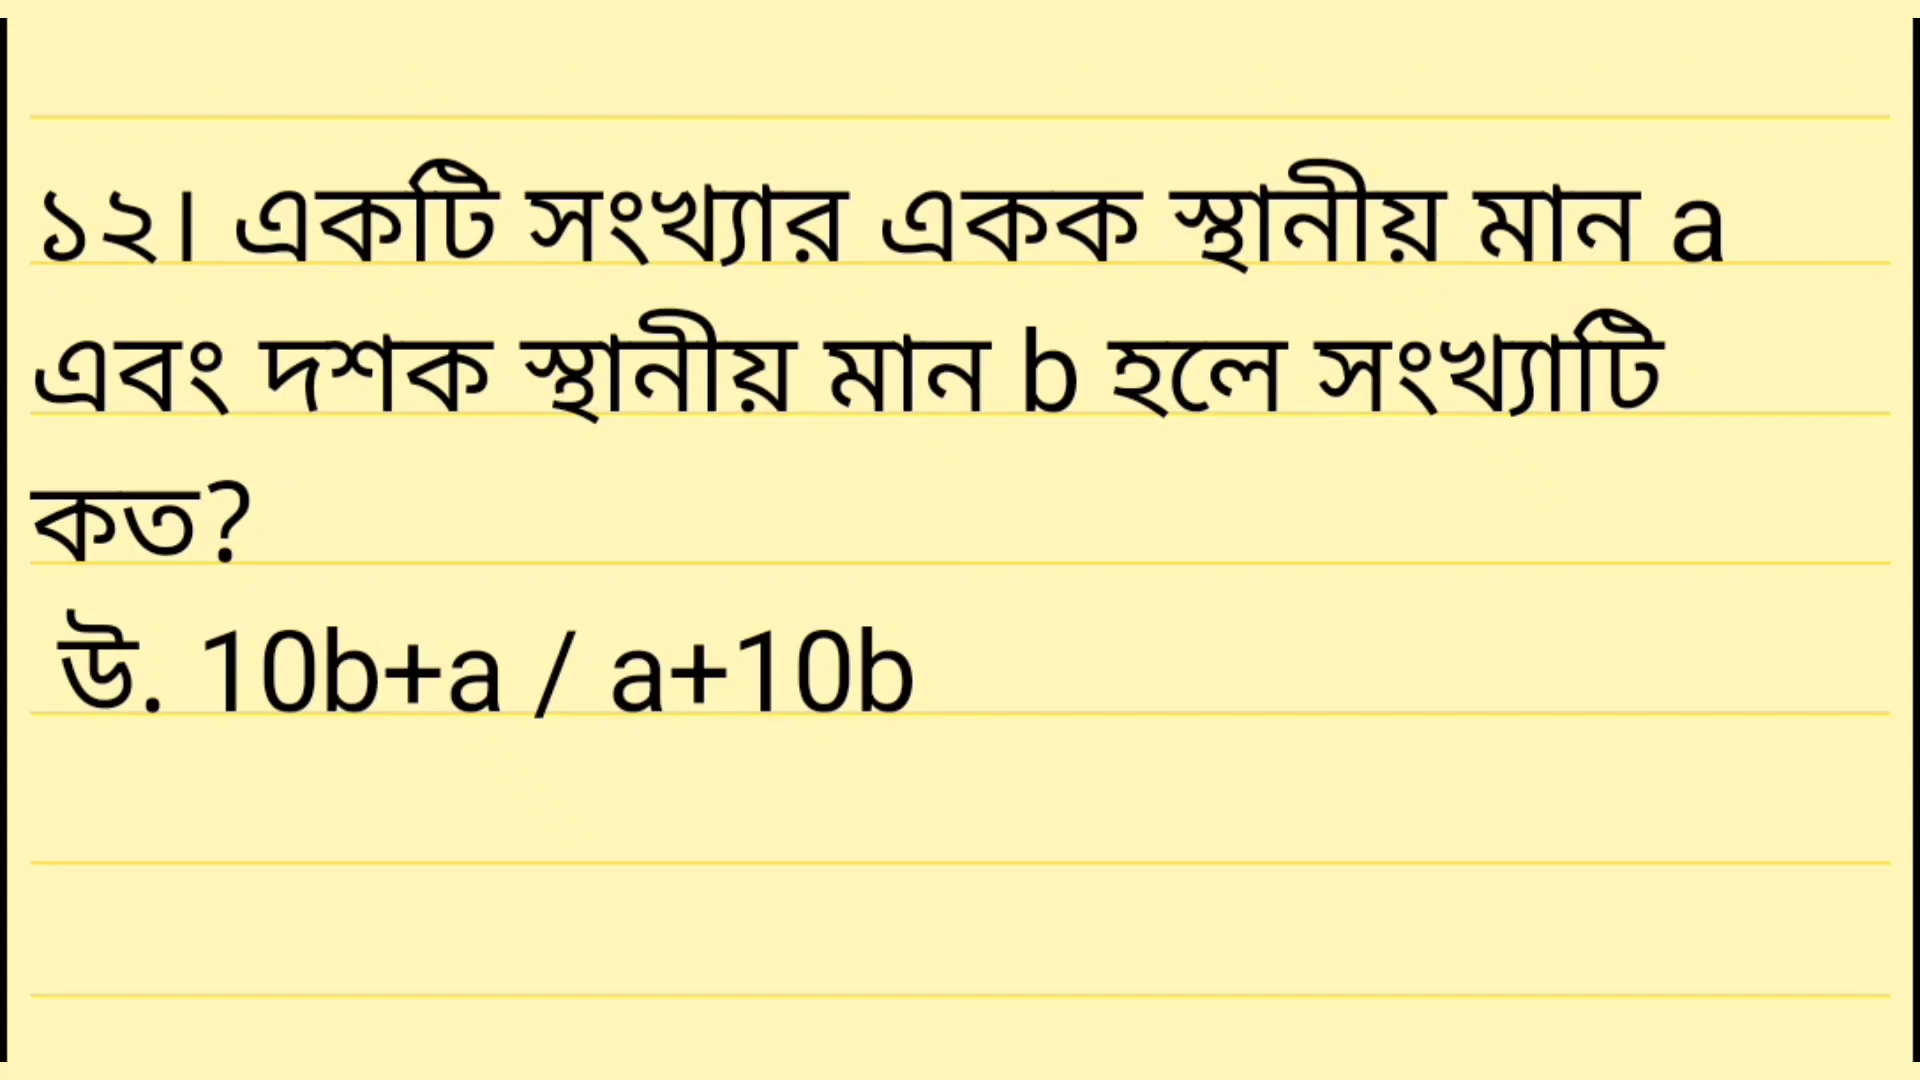 ১২। একটি সংখ্যার একক স্থানীয় মান a
এবং দশক স্থানীয় মান b হলে সংখ্যাটি
কত?
উ. 10b+a / a+10b